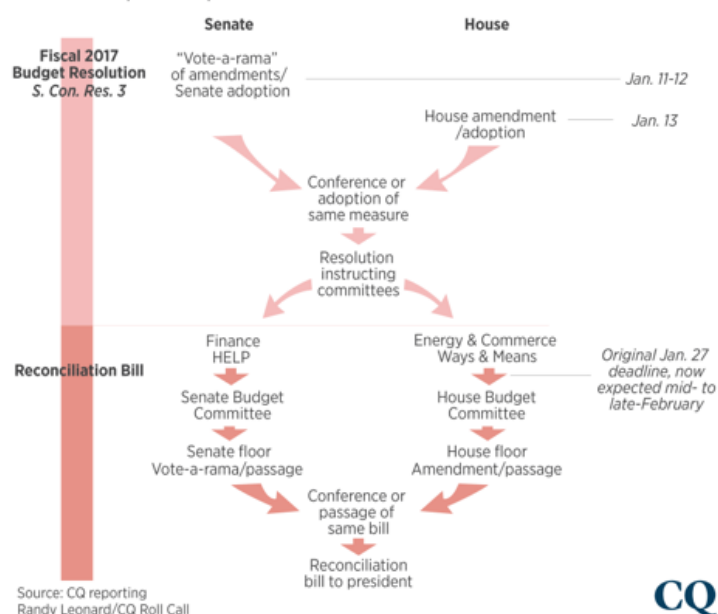 Senate
House
Fiscal 2017
Budget Resolution
S. Con. Res. 3
"Vote-a-rama"
of amendments/
Senate adoption
Jan. 11-12
House amendment
/adoption
Jan. 13
Conference or
adoption of
same measure
Resolution
instructing
committees
Reconciliation Bill
Finance
HELP
Energy & Commerce
Ways & Means
Original Jan. 27
deadline, now
expected mid- to
late-February
Senate Budget
Committee
House Budget
Committee
Senate floor
Vote-a-rama/passage
House floor
Amendment/passage
Conference or
passage of
same bill
Reconciliation
bill to president
Source: CQ reporting
Randy Leonard/CQ Roll Call
CQ